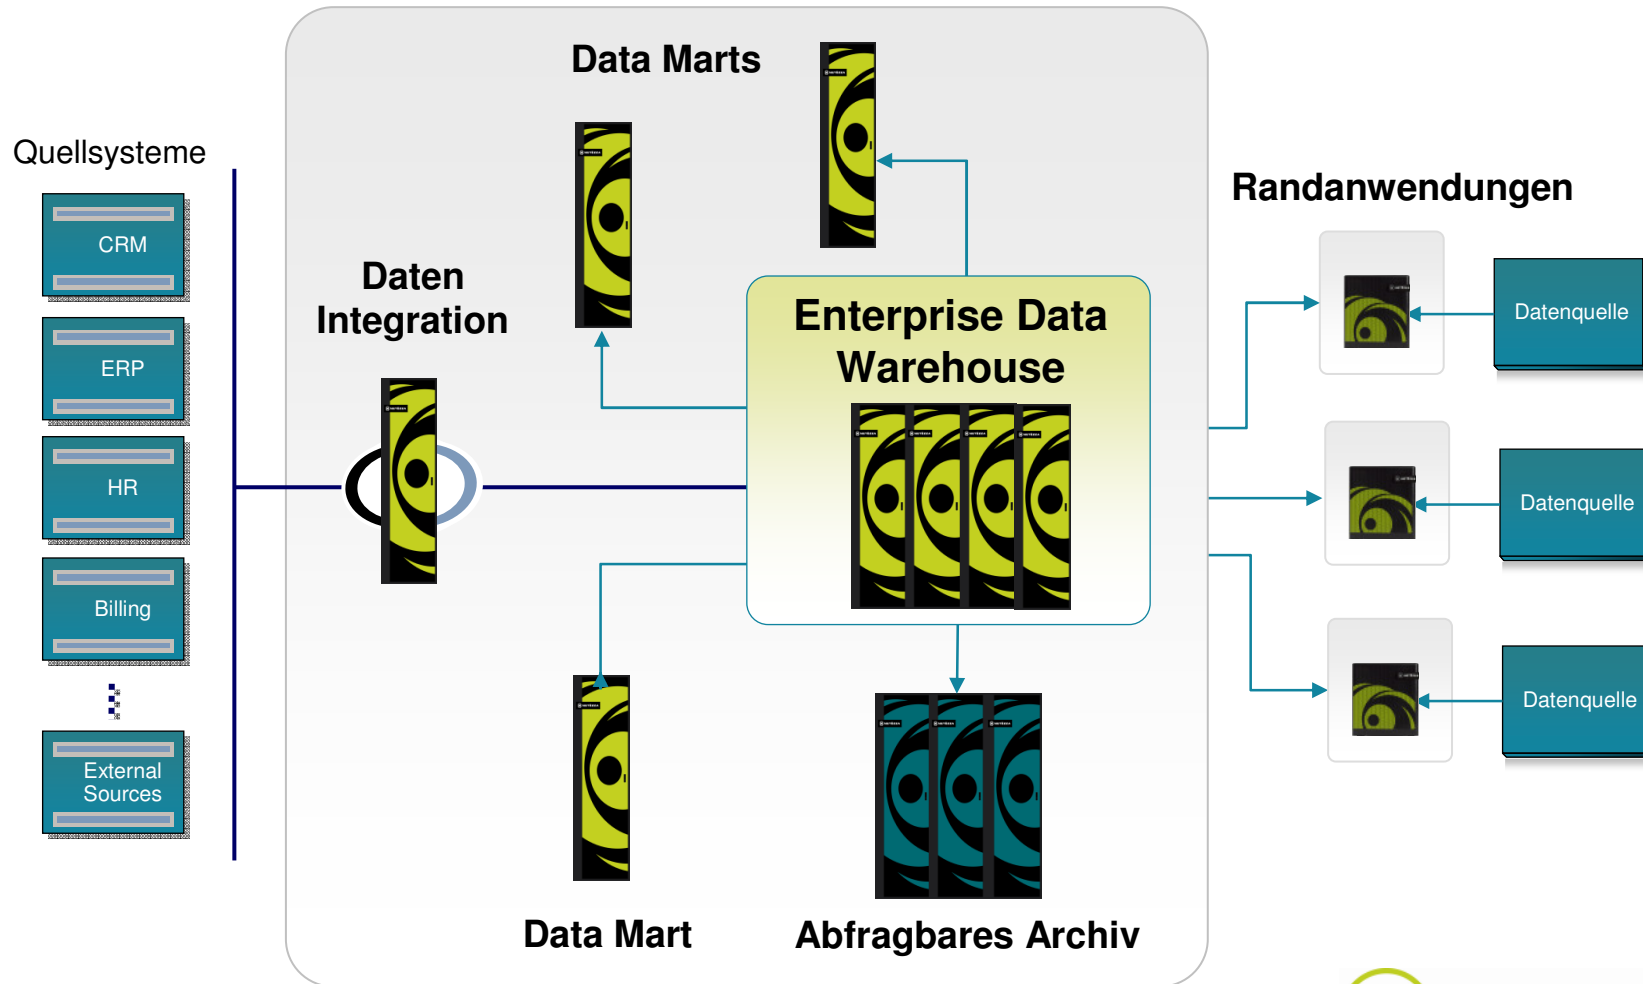 Data Marts
Quellsysteme
CRM
ERP
HR
Billing
External
Sources
Daten
Integration
Enterprise Data
Warehouse
Data Mart
Abfragbares Archiv
Randanwendungen
Datenquelle
Datenquelle
Datenquelle